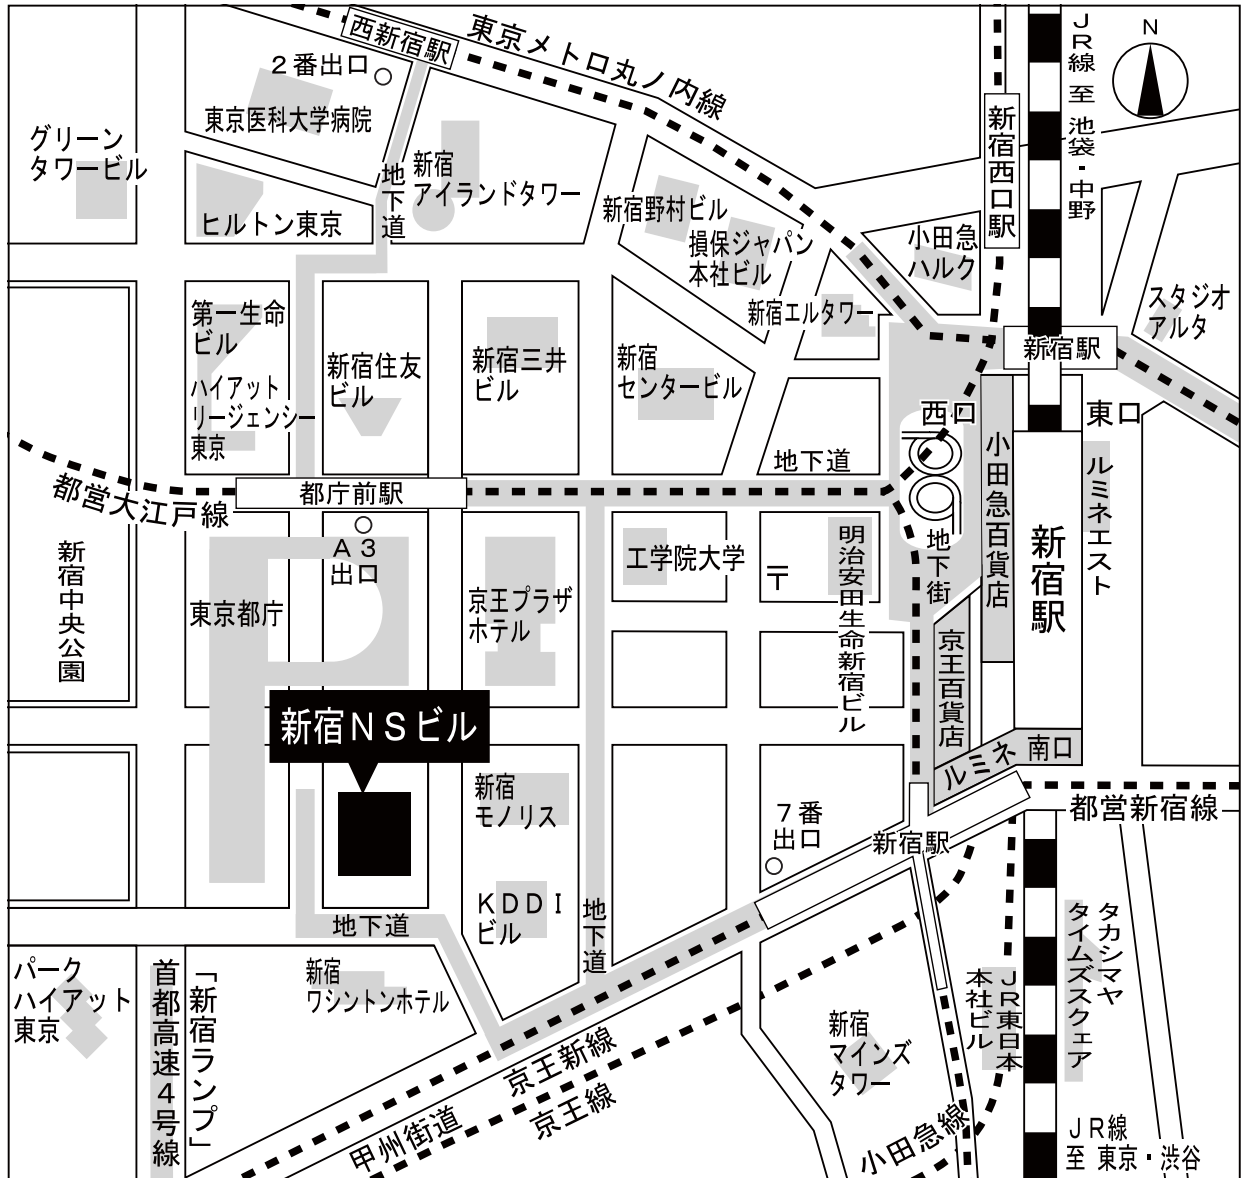 西新宿駅
東京メトロ丸ノ内線
２番出口
東京医科大学病院
グリーン
タワービル
ヒルトン東京
地下道
新宿
アイランドタワー
新宿野村ビル
損保ジャパン
本社ビル
新宿エルタワー
小田急
ハルク
新宿西口駅
ＪＲ線 至 池袋・中野
N
スタジオ
アルタ
新宿駅
第一生命
ビル
ハイアット
リージェンシー
東京
新宿住友
ビル
新宿三井
ビル
新宿
センタービル
西口
東口
地下道
都営大江戸線
都庁前駅
Ａ３
出口
小田急百貨店
ルミネエスト
新宿駅
地下街
新宿中央公園
東京都庁
京王プラザ
ホテル
工学院大学
〒
明治安田生命新宿ビル
京王百貨店
ルミネ
南口
新宿ＮＳビル
新宿
モノリス
７番
出口
新宿駅
都営新宿線
ＫＤＤＩ
ビル
地下道
地下道
パーク
ハイアット
東京
首都高速４号線
「新宿ランプ」
新宿
ワシントンホテル
京王新線
京王線
甲州街道
新宿
マインズ
タワー
小田急線
ＪＲ東日本
本社ビル
タカシマヤ
タイムズスクェア
ＪＲ線
至 東京・渋谷